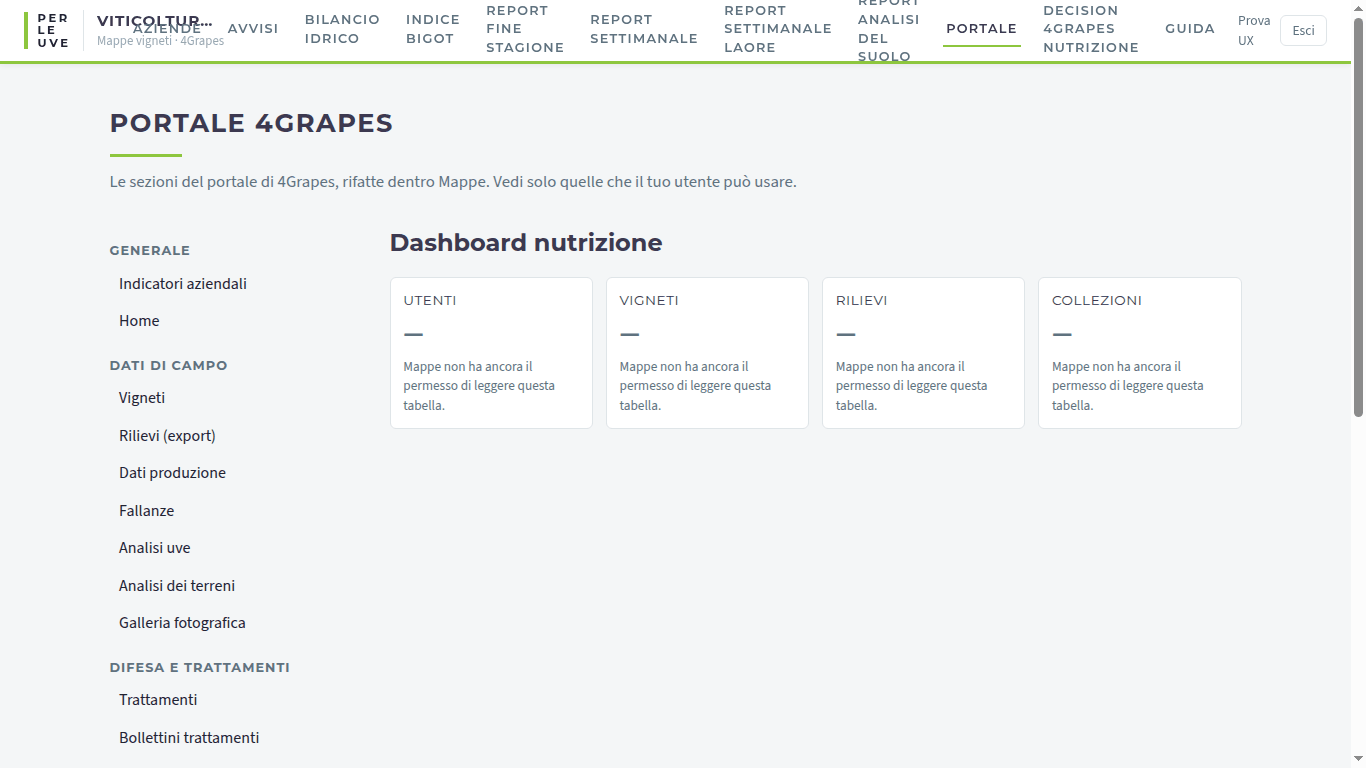 PER
LE
UVE
VITICOLTUR...
Mappe vigneti · 4Grapes
AZIENDE
AVVISI
BILANCIO
IDRICO
INDICE
BIGOT
REPORT
FINE
STAGIONE
REPORT
SETTIMANALE
REPORT
SETTIMANALE
LAORE
REPORT
ANALISI
DEL
SUOLO
PORTALE
DECISION
4GRAPES
NUTRIZIONE
GUIDA
Prova
UX
Esci
PORTALE 4GRAPES
Le sezioni del portale di 4Grapes, rifatte dentro Mappe. Vedi solo quelle che il tuo utente può usare.
GENERALE
Indicatori aziendali
Home
DATI DI CAMPO
Vigneti
Rilievi (export)
Dati produzione
Fallanze
Analisi uve
Analisi dei terreni
Galleria fotografica
DIFESA E TRATTAMENTI
Trattamenti
Bollettini trattamenti
Dashboard nutrizione
UTENTI
—
Mappe non ha ancora il
permesso di leggere questa
tabella.
VIGNETI
—
Mappe non ha ancora il
permesso di leggere questa
tabella.
RILIEVI
—
Mappe non ha ancora il
permesso di leggere questa
tabella.
COLLEZIONI
—
Mappe non ha ancora il
permesso di leggere questa
tabella.